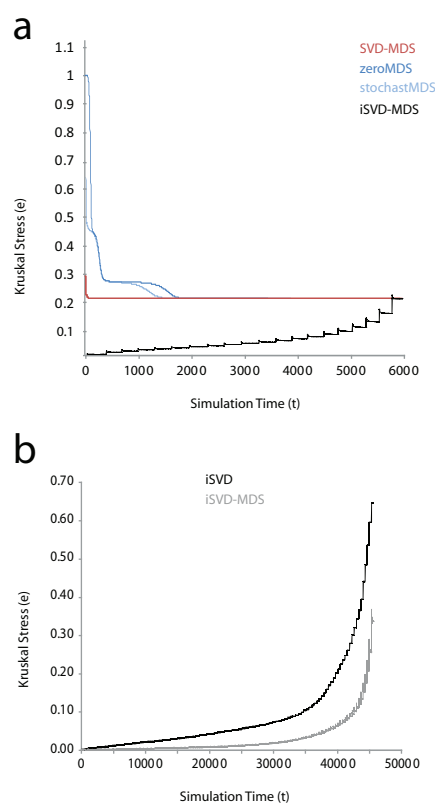 a
SVD-MDS
zeroMDS
stochastMDS
iSVD-MDS
1.1
1
0.9
0.8
0.7
0.6
0.5
0.4
0.3
0.2
0.1
Kruskal Stress (e)
0 1000 2000 3000 4000 5000 6000
Simulation Time (t)
b
iSVD
iSVD-MDS
0.70
0.60
0.50
0.40
0.30
0.20
0.10
0.00
Kruskal Stress (e)
0 10000 20000 30000 40000 50000
Simulation Time (t)